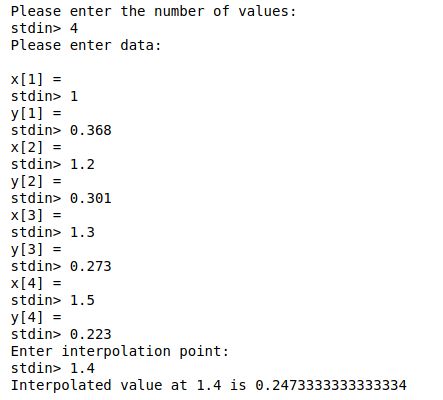 Please enter the number of values:
stdin> 4
Please enter data:

x[1] =
stdin> 1
y[1] =
stdin> 0.368
x[2] =
stdin> 1.2
y[2] =
stdin> 0.301
x[3] =
stdin> 1.3
y[3] =
stdin> 0.273
x[4] =
stdin> 1.5
y[4] =
stdin> 0.223
Enter interpolation point:
stdin> 1.4
Interpolated value at 1.4 is 0.2473333333333334